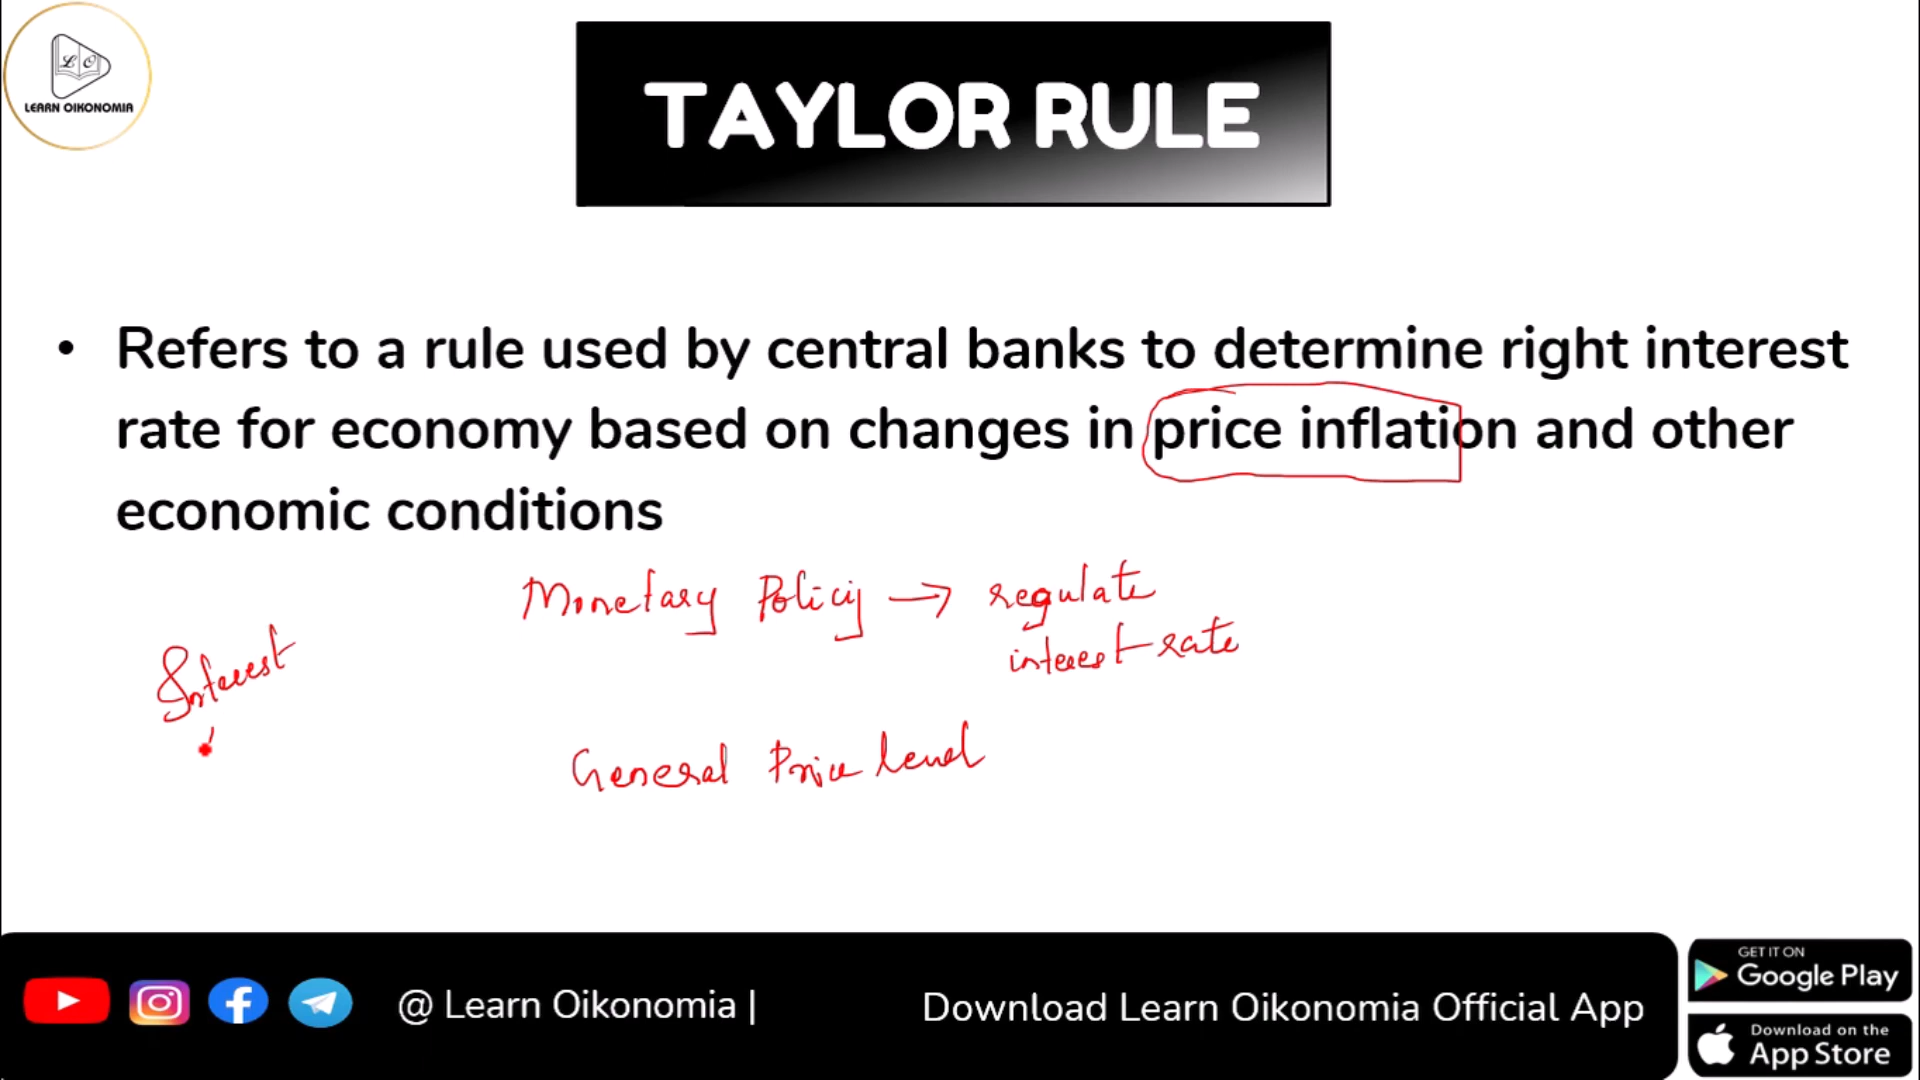 LO
LEARN OIKONOMIA
TAYLOR RULE
• Refers to a rule used by central banks to determine right interest
rate for economy based on changes in price inflation and other
economic conditions
Monetary Policy → regulate
interest rate
Interest
General Price level
@ Learn Oikonomia |
Download Learn Oikonomia Official App
GET IT ON
Google Play
Download on the
App Store